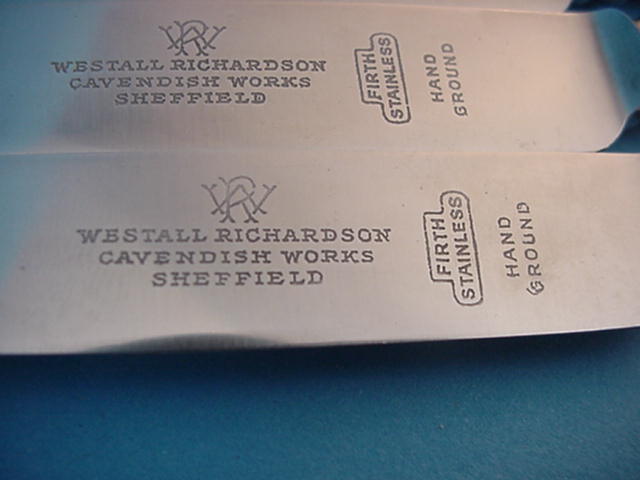 WR
WESTALL RICHARDSON
CAVENDISH WORKS
SHEFFIELD
FIRTH
STAINLESS
HAND
GROUND
WR
WESTALL RICHARDSON
CAVENDISH WORKS
SHEFFIELD
FIRTH
STAINLESS
HAND
GROUND